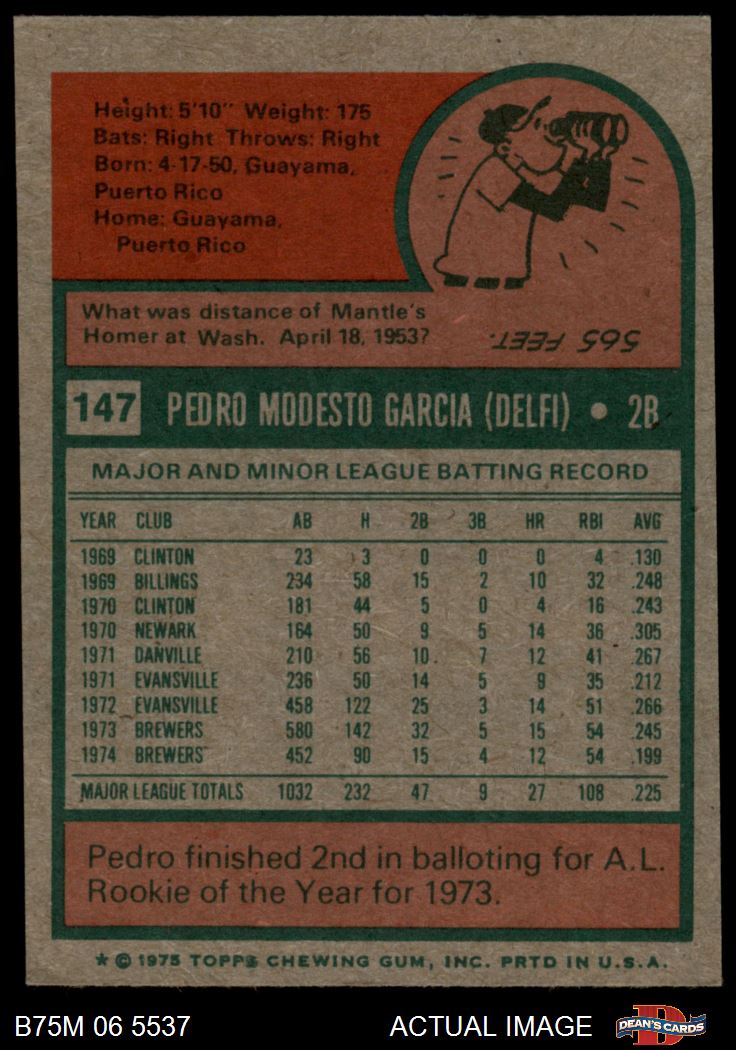 Height: 5'10" Weight: 175
Bats: Right Throws: Right
Born: 4-17-50, Guayama,
Puerto Rico
Home: Guayama,
Puerto Rico
What was distance of Mantle's
Homer at Wash. April 18, 1953?
565 FEET.
147 PEDRO MODESTO GARCIA (DELFI) • 2B
MAJOR AND MINOR LEAGUE BATTING RECORD
YEAR CLUB AB H 2B 3B HR RBI AVG
1969 CLINTON 23 3 0 0 0 4 .130
1969 BILLINGS 234 58 15 2 10 32 .248
1970 CLINTON 181 44 5 0 4 16 .243
1970 NEWARK 164 50 9 5 14 36 .305
1971 DANVILLE 210 56 10 7 12 41 .267
1971 EVANSVILLE 236 50 14 5 9 35 .212
1972 EVANSVILLE 458 122 25 3 14 51 .266
1973 BREWERS 580 142 32 5 15 54 .245
1974 BREWERS 452 90 15 4 12 54 .199
MAJOR LEAGUE TOTALS 1032 232 47 9 27 108 .225
Pedro finished 2nd in balloting for A.L.
Rookie of the Year for 1973.
* © 1975 TOPPS CHEWING GUM, INC. PRTD IN U.S.A.
B75M 06 5537 ACTUAL IMAGE
D
DEAN'S CARDS